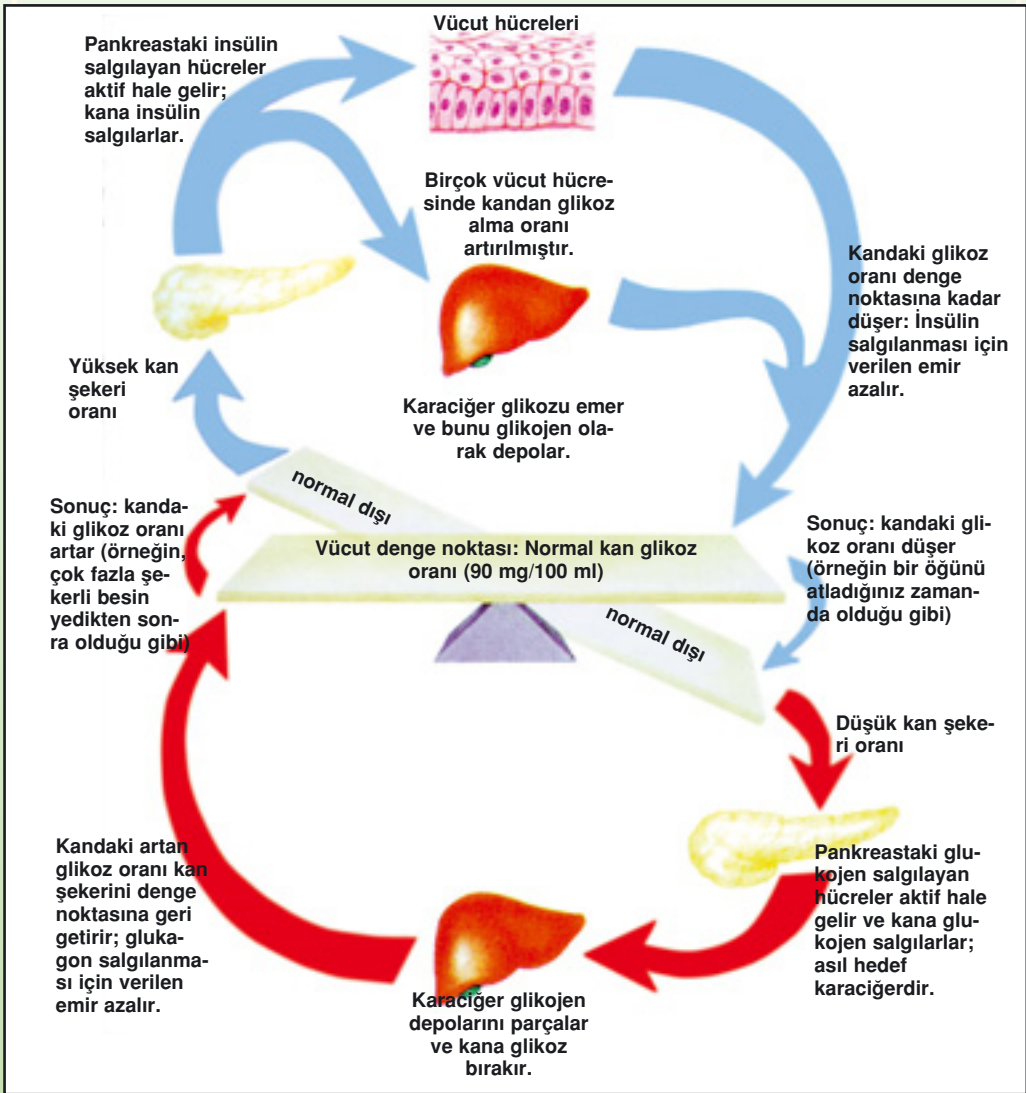 Vücut hücreleri
Pankreastaki insülin
salgılayan hücreler
aktif hale gelir;
kana insülin
salgılarlar.
Birçok vücut hücre-
sinde kandan glikoz
alma oranı
artırılmıştır.
Kandaki glikoz
oranı denge
noktasına kadar
düşer: İnsülin
salgılanması için
verilen emir
azalır.
Yüksek kan
şekeri
oranı
Karaciğer glikozu emer
ve bunu glikojen ola-
rak depolar.
normal dışı
Sonuç: kanda-
ki glikoz oranı
artar (örneğin,
çok fazla şe-
kerli besin
yedikten son-
ra olduğu gibi)
Vücut denge noktası: Normal kan glikoz
oranı (90 mg/100 ml)
Sonuç: kandaki gli-
koz oranı düşer
(örneğin bir öğünü
atladığınız zaman-
da olduğu gibi)
normal dışı
Düşük kan şeke-
ri oranı
Pankreastaki glu-
kojen salgılayan
hücreler aktif hale
gelir ve kana glu-
kojen salgılarlar;
asıl hedef
karaciğerdir.
Karaciğer glikojen
depolarını parçalar
ve kana glikoz
bırakır.
Kandaki artan
glikoz oranı kan
şekerini denge
noktasına geri
getirir; gluka-
gon salgılanma-
sı için verilen
emir azalır.